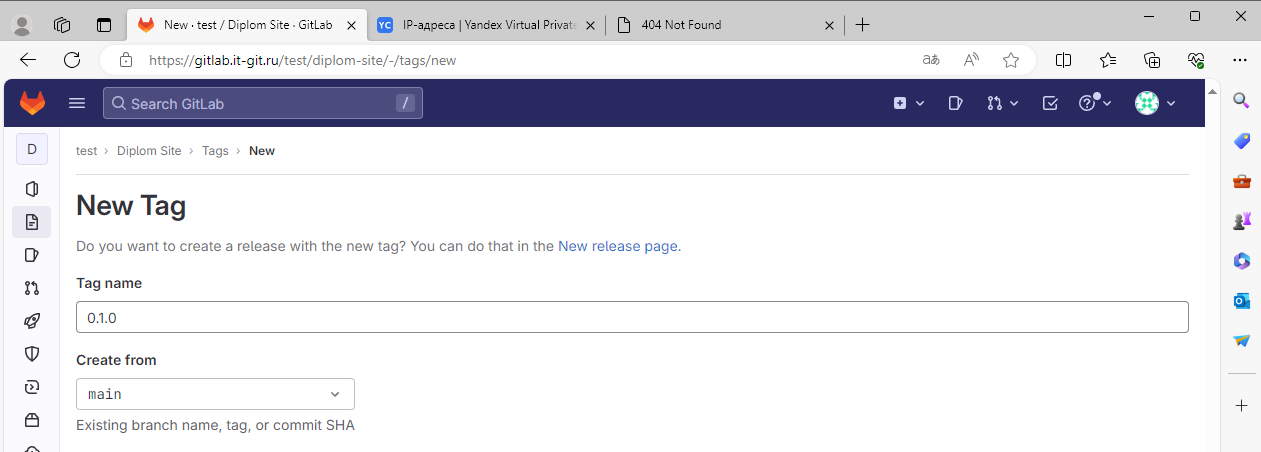 New · test / Diplom Site · GitLab
IP-адреса | Yandex Virtual Private
404 Not Found
https://gitlab.it-git.ru/test/diplom-site/-/tags/new
Search GitLab /
D
test › Diplom Site › Tags › New
New Tag
Do you want to create a release with the new tag? You can do that in the New release page.
Tag name
0.1.0
Create from
main
Existing branch name, tag, or commit SHA